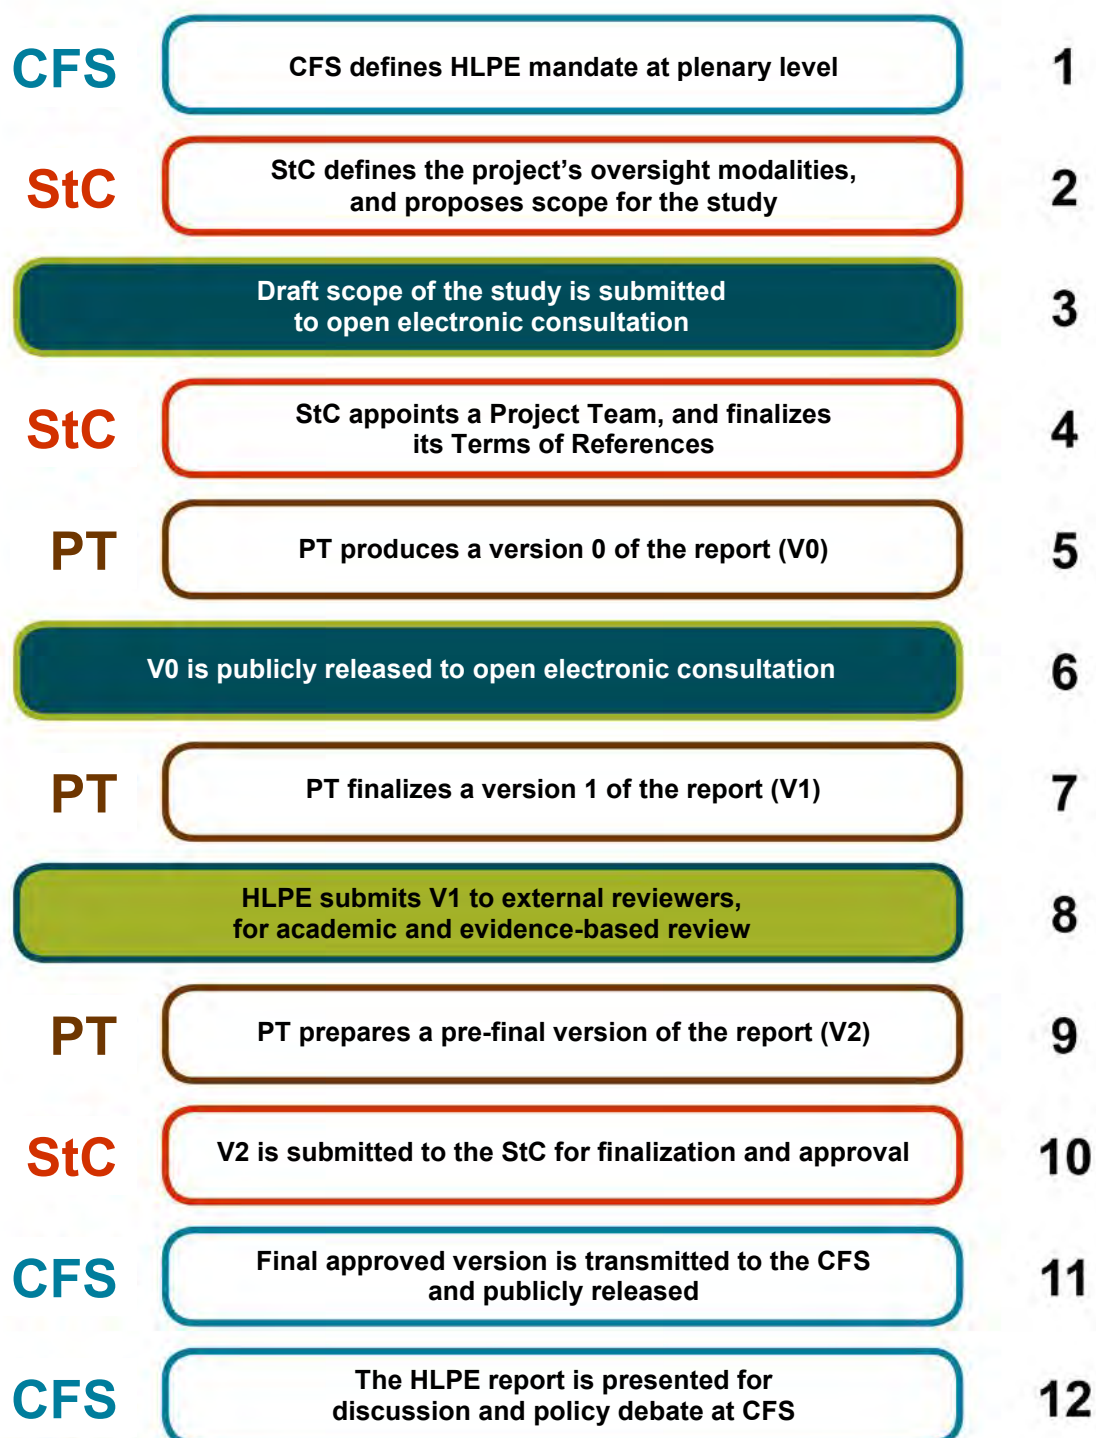 CFS
CFS defines HLPE mandate at plenary level
1
StC
StC defines the project’s oversight modalities,
and proposes scope for the study
2
Draft scope of the study is submitted
to open electronic consultation
3
StC
StC appoints a Project Team, and finalizes
its Terms of References
4
PT
PT produces a version 0 of the report (V0)
5
V0 is publicly released to open electronic consultation
6
PT
PT finalizes a version 1 of the report (V1)
7
HLPE submits V1 to external reviewers,
for academic and evidence-based review
8
PT
PT prepares a pre-final version of the report (V2)
9
StC
V2 is submitted to the StC for finalization and approval
10
CFS
Final approved version is transmitted to the CFS
and publicly released
11
CFS
The HLPE report is presented for
discussion and policy debate at CFS
12